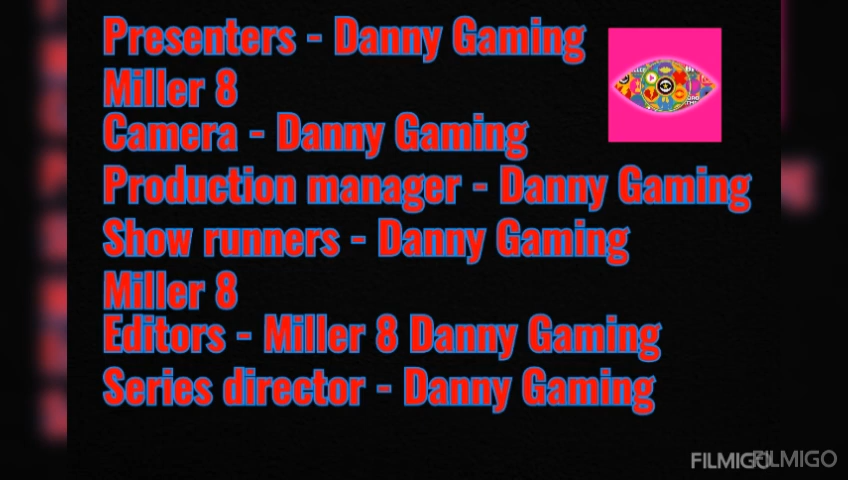 Presenters - Danny Gaming
Miller 8
Camera - Danny Gaming
Production manager - Danny Gaming
Show runners - Danny Gaming
Miller 8
Editors - Miller 8 Danny Gaming
Series director - Danny Gaming
FILMIGO
FILMIGO